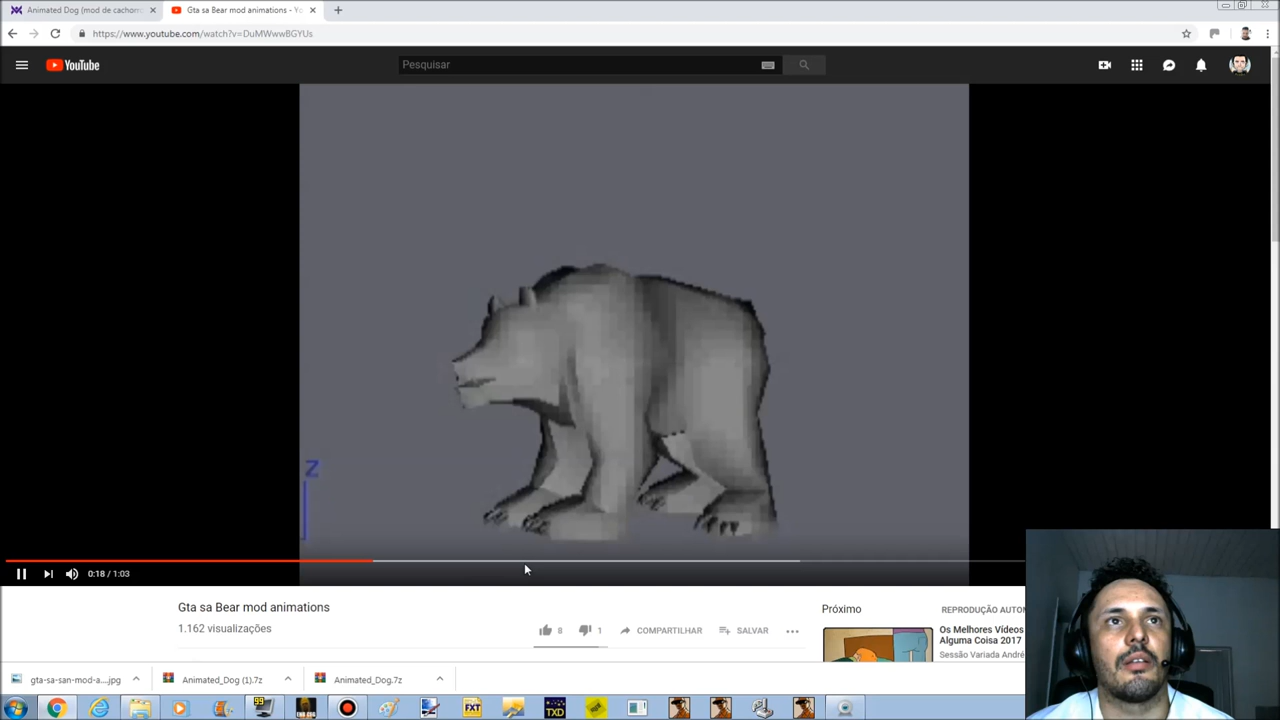 Animated Dog (mod de cachorr
Gta sa Bear mod animations - Yo
https://www.youtube.com/watch?v=DuMWwwBGYUs
YouTube
Pesquisar
Z
0:18 / 1:03
Gta sa Bear mod animations
1.162 visualizações
8
1
COMPARTILHAR
SALVAR
Próximo
REPRODUÇÃO AUTOM
Os Melhores Vídeos
Alguma Coisa 2017
Sessão Variada André
gta-sa-san-mod-a....jpg
Animated_Dog (1).7z
Animated_Dog.7z
99
FXT
TXD